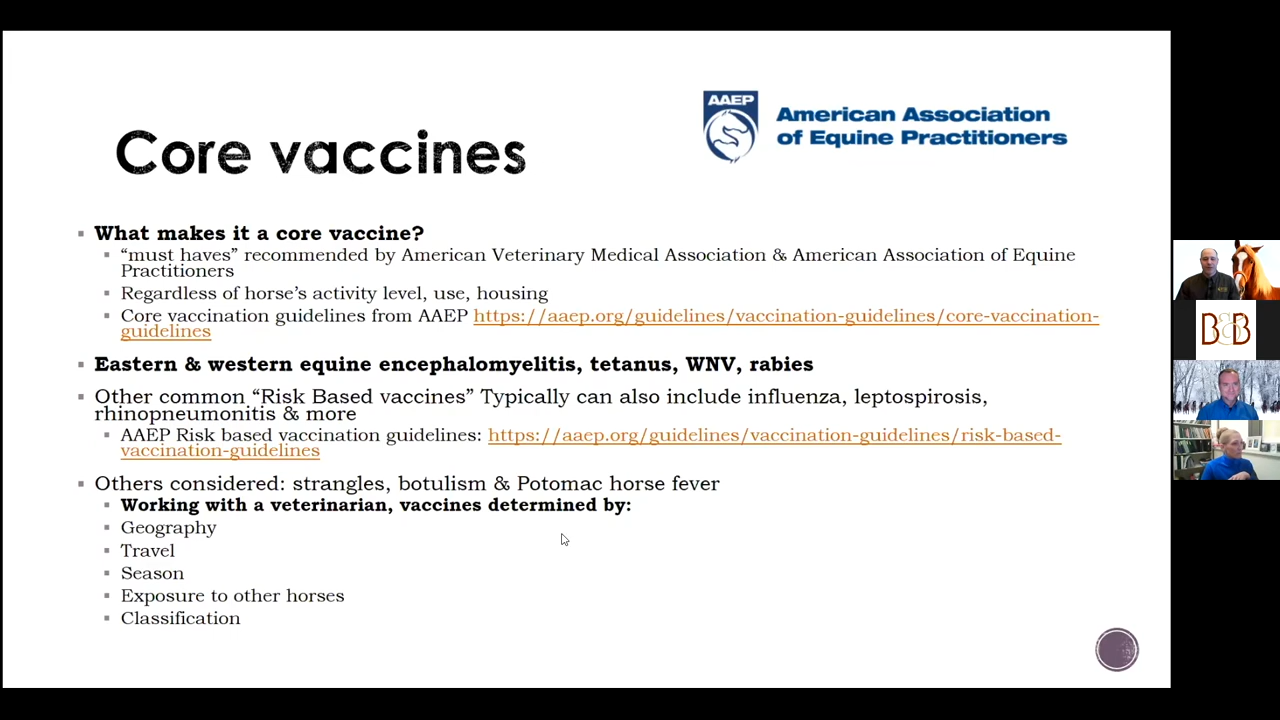 AAEP
American Association
of Equine Practitioners
Core vaccines
What makes it a core vaccine?
“must haves” recommended by American Veterinary Medical Association & American Association of Equine
Practitioners
Regardless of horse’s activity level, use, housing
Core vaccination guidelines from AAEP https://aaep.org/guidelines/vaccination-guidelines/core-vaccination-
guidelines
Eastern & western equine encephalomyelitis, tetanus, WNV, rabies
Other common “Risk Based vaccines” Typically can also include influenza, leptospirosis,
rhinopneumonitis & more
AAEP Risk based vaccination guidelines: https://aaep.org/guidelines/vaccination-guidelines/risk-based-
vaccination-guidelines
Others considered: strangles, botulism & Potomac horse fever
Working with a veterinarian, vaccines determined by:
Geography
Travel
Season
Exposure to other horses
Classification
B&B